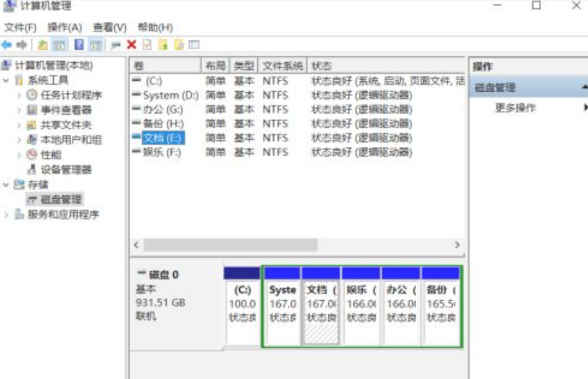 计算机管理
文件(F) 操作(A) 查看(V) 帮助(H)
计算机管理(本地)
系统工具
任务计划程序
事件查看器
共享文件夹
本地用户和组
性能
设备管理器
存储
磁盘管理
服务和应用程序
卷 布局 类型 文件系统 状态
(C:) 简单 基本 NTFS 状态良好 (系统, 启动, 页面文件, 活
System (D:) 简单 基本 NTFS 状态良好 (逻辑驱动器)
办公 (G:) 简单 基本 NTFS 状态良好 (逻辑驱动器)
备份 (H:) 简单 基本 NTFS 状态良好 (逻辑驱动器)
文档 (E:) 简单 基本 NTFS 状态良好 (逻辑驱动器)
娱乐 (F:) 简单 基本 NTFS 状态良好 (逻辑驱动器)
磁盘 0
基本
931.51 GB
联机
(C:) Syste 文档 ( 娱乐 ( 办公 ( 备份 (
100.0 167.0 167.0( 166.0( 166.0( 165.5(
状态良 状态良 状态良 状态良 状态良 状态良
操作
磁盘管理
更多操作